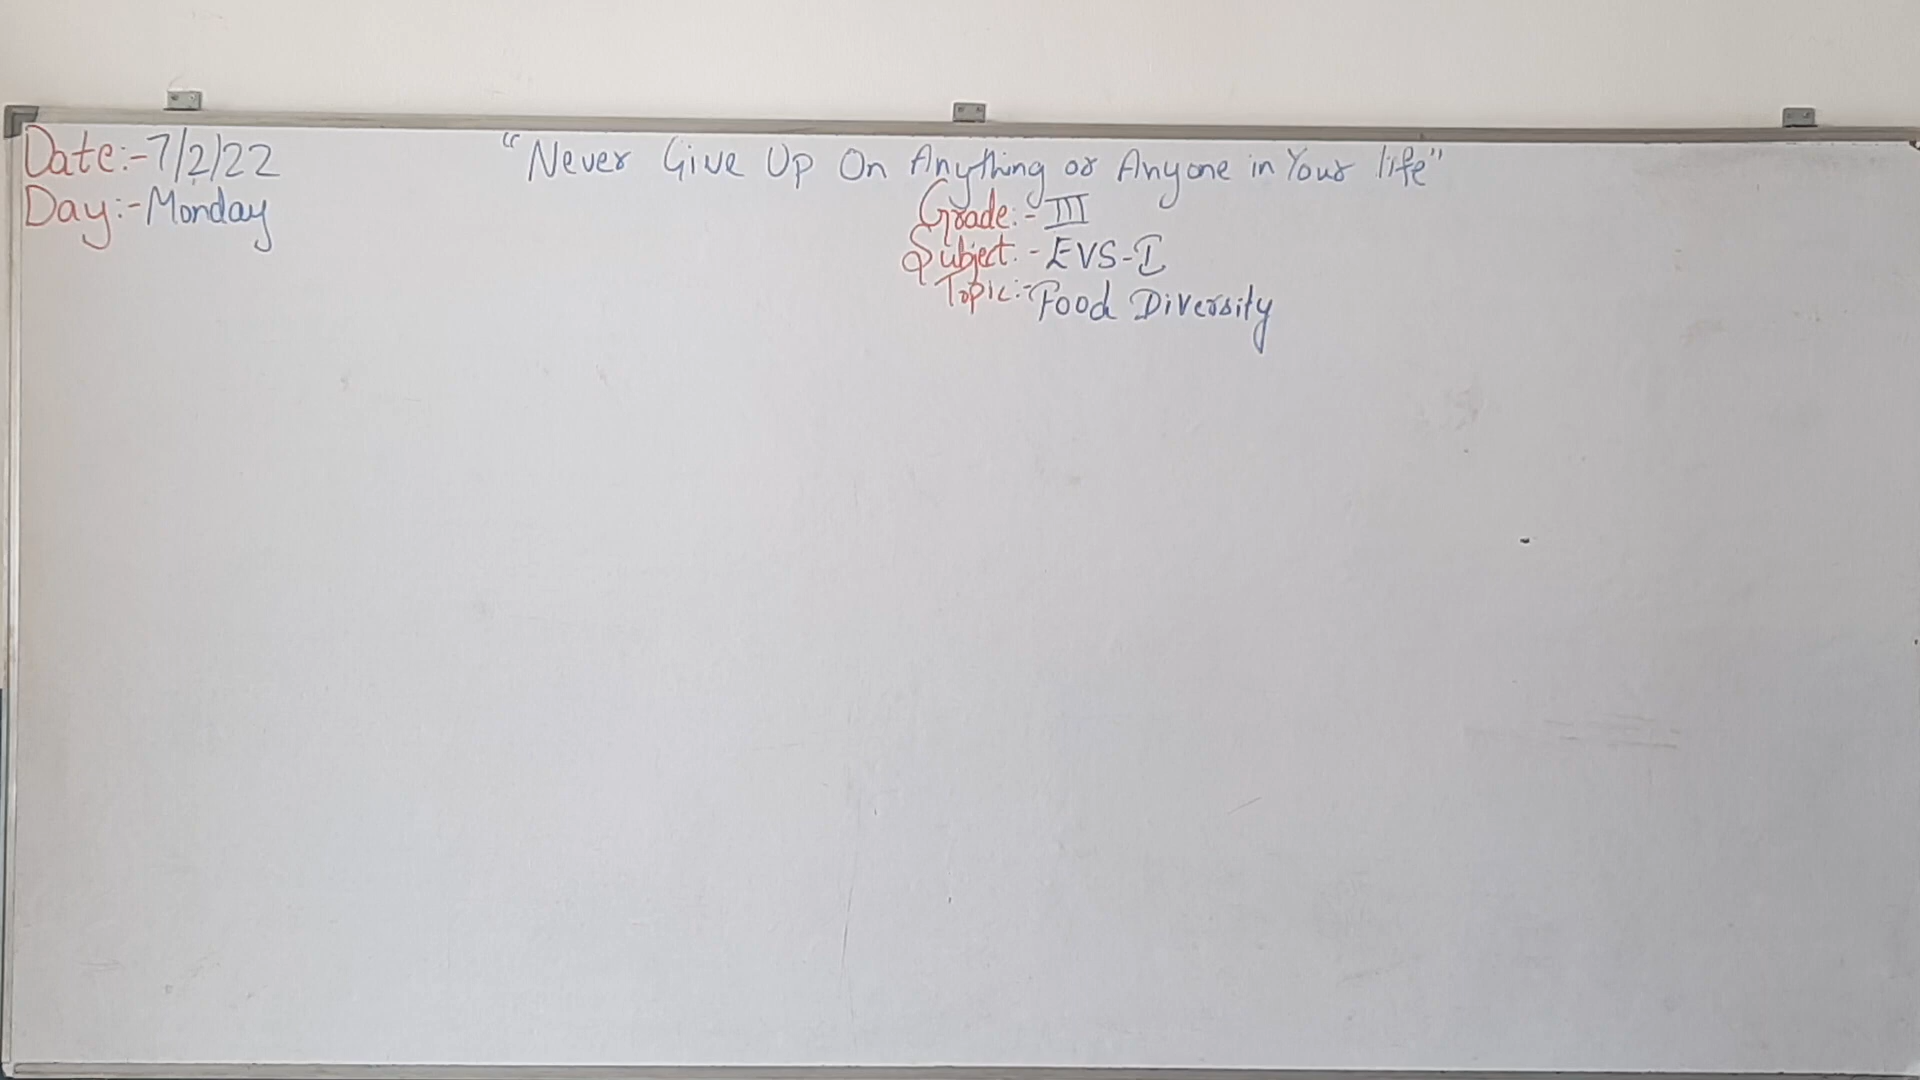 Date:-7/2/22
"Never Give Up On Anything or Anyone in Your life"
Day:-Monday
Grade:-III
Subject:-EVS-I
Topic:-Food Diversity